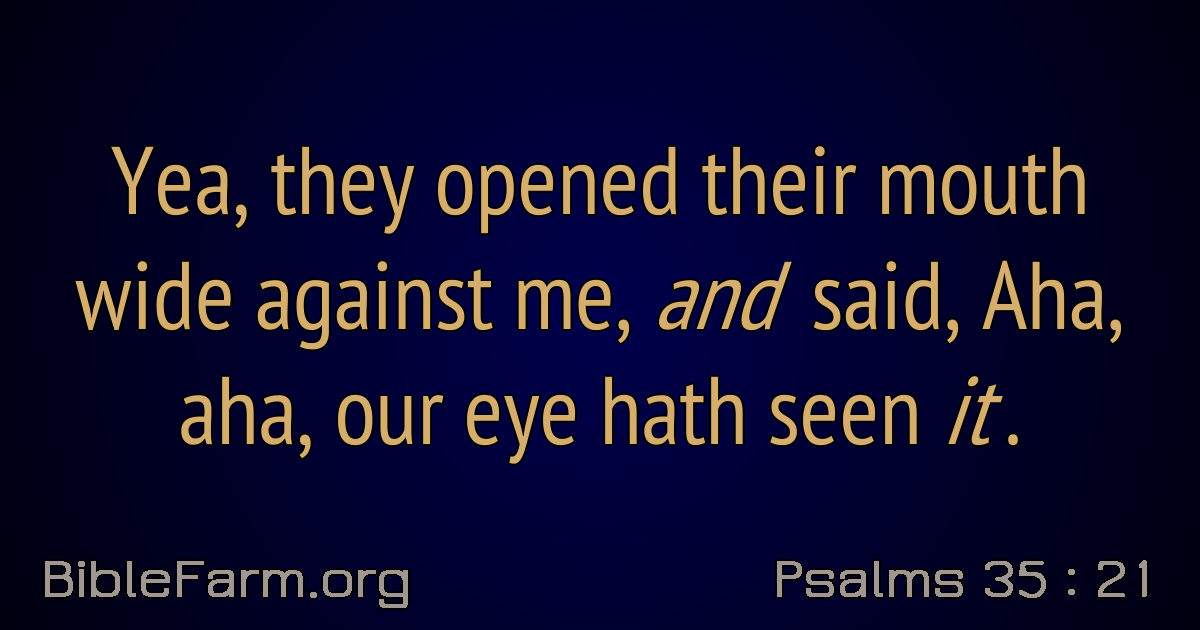 Yea, they opened their mouth
wide against me, and said, Aha,
aha, our eye hath seen it.
BibleFarm.org
Psalms 35 : 21